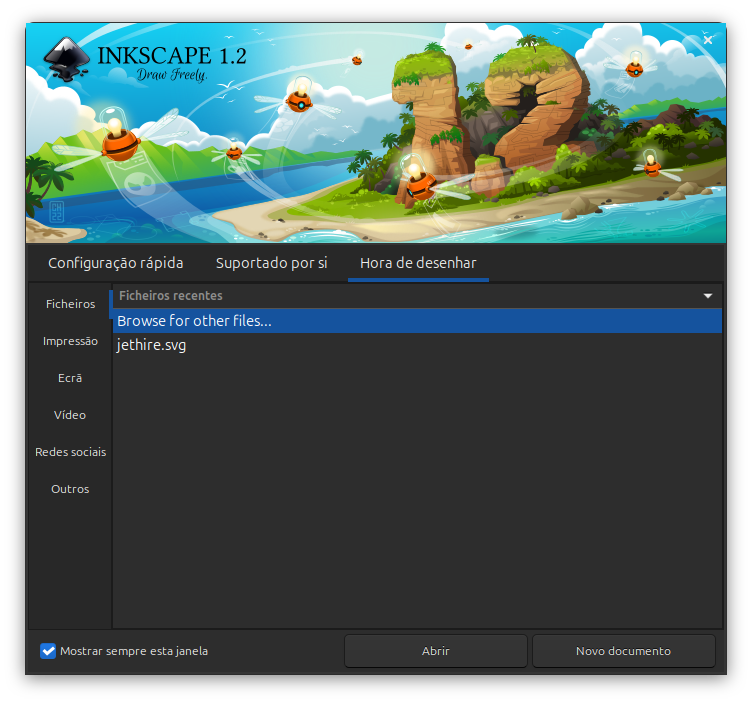 INKSCAPE 1.2
Draw Freely.
Configuração rápida
Suportado por si
Hora de desenhar
Ficheiros
Impressão
Ecrã
Vídeo
Redes sociais
Outros
Ficheiros recentes
Browse for other files...
jethire.svg
Mostrar sempre esta janela
Abrir
Novo documento